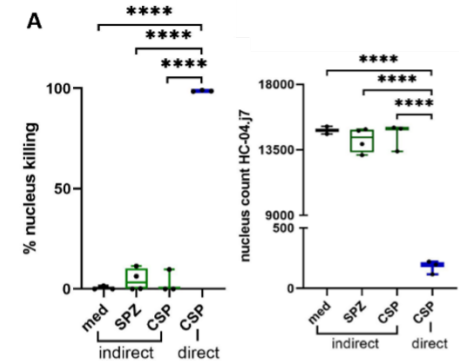 A
****
****
****
% nucleus killing
100
50
0
med
SPZ
CSP
CSP
indirect
direct
****
****
****
nucleus count HC-04.j7
18000
13500
9000
500
0
med
SPZ
CSP
CSP
indirect
direct